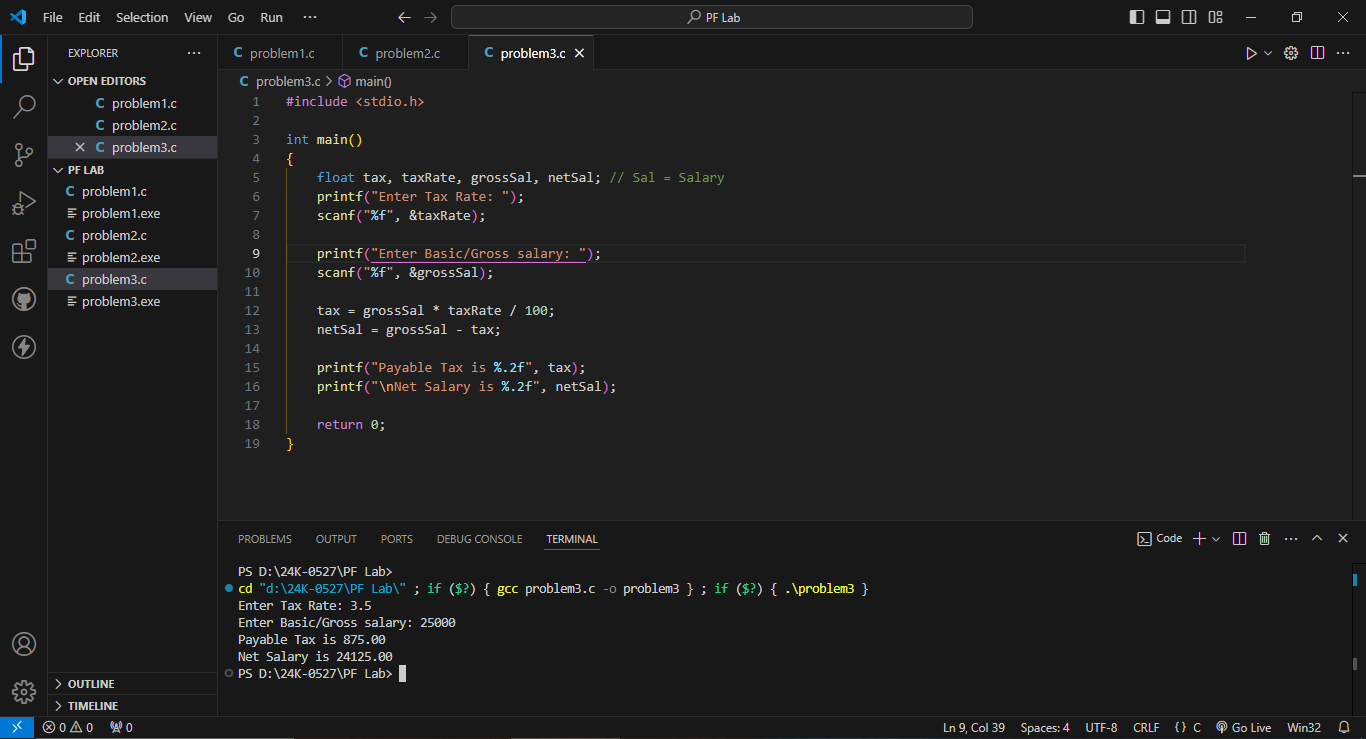 File Edit Selection View Go Run ··· PF Lab
EXPLORER ···
OPEN EDITORS
C problem1.c
C problem2.c
C problem3.c
PF LAB
C problem1.c
problem1.exe
C problem2.c
problem2.exe
C problem3.c
problem3.exe
OUTLINE
TIMELINE
C problem1.c C problem2.c C problem3.c
C problem3.c > main()
1 #include <stdio.h>
2
3 int main()
4 {
5 float tax, taxRate, grossSal, netSal; // Sal = Salary
6 printf("Enter Tax Rate: ");
7 scanf("%f", &taxRate);
8
9 printf("Enter Basic/Gross salary: ");
10 scanf("%f", &grossSal);
11
12 tax = grossSal * taxRate / 100;
13 netSal = grossSal - tax;
14
15 printf("Payable Tax is %.2f", tax);
16 printf("\nNet Salary is %.2f", netSal);
17
18 return 0;
19 }
PROBLEMS OUTPUT PORTS DEBUG CONSOLE TERMINAL Code
PS D:\24K-0527\PF Lab>
cd "d:\24K-0527\PF Lab\" ; if ($?) { gcc problem3.c -o problem3 } ; if ($?) { .\problem3 }
Enter Tax Rate: 3.5
Enter Basic/Gross salary: 25000
Payable Tax is 875.00
Net Salary is 24125.00
PS D:\24K-0527\PF Lab>
0 0 0 Ln 9, Col 39 Spaces: 4 UTF-8 CRLF {} C Go Live Win32